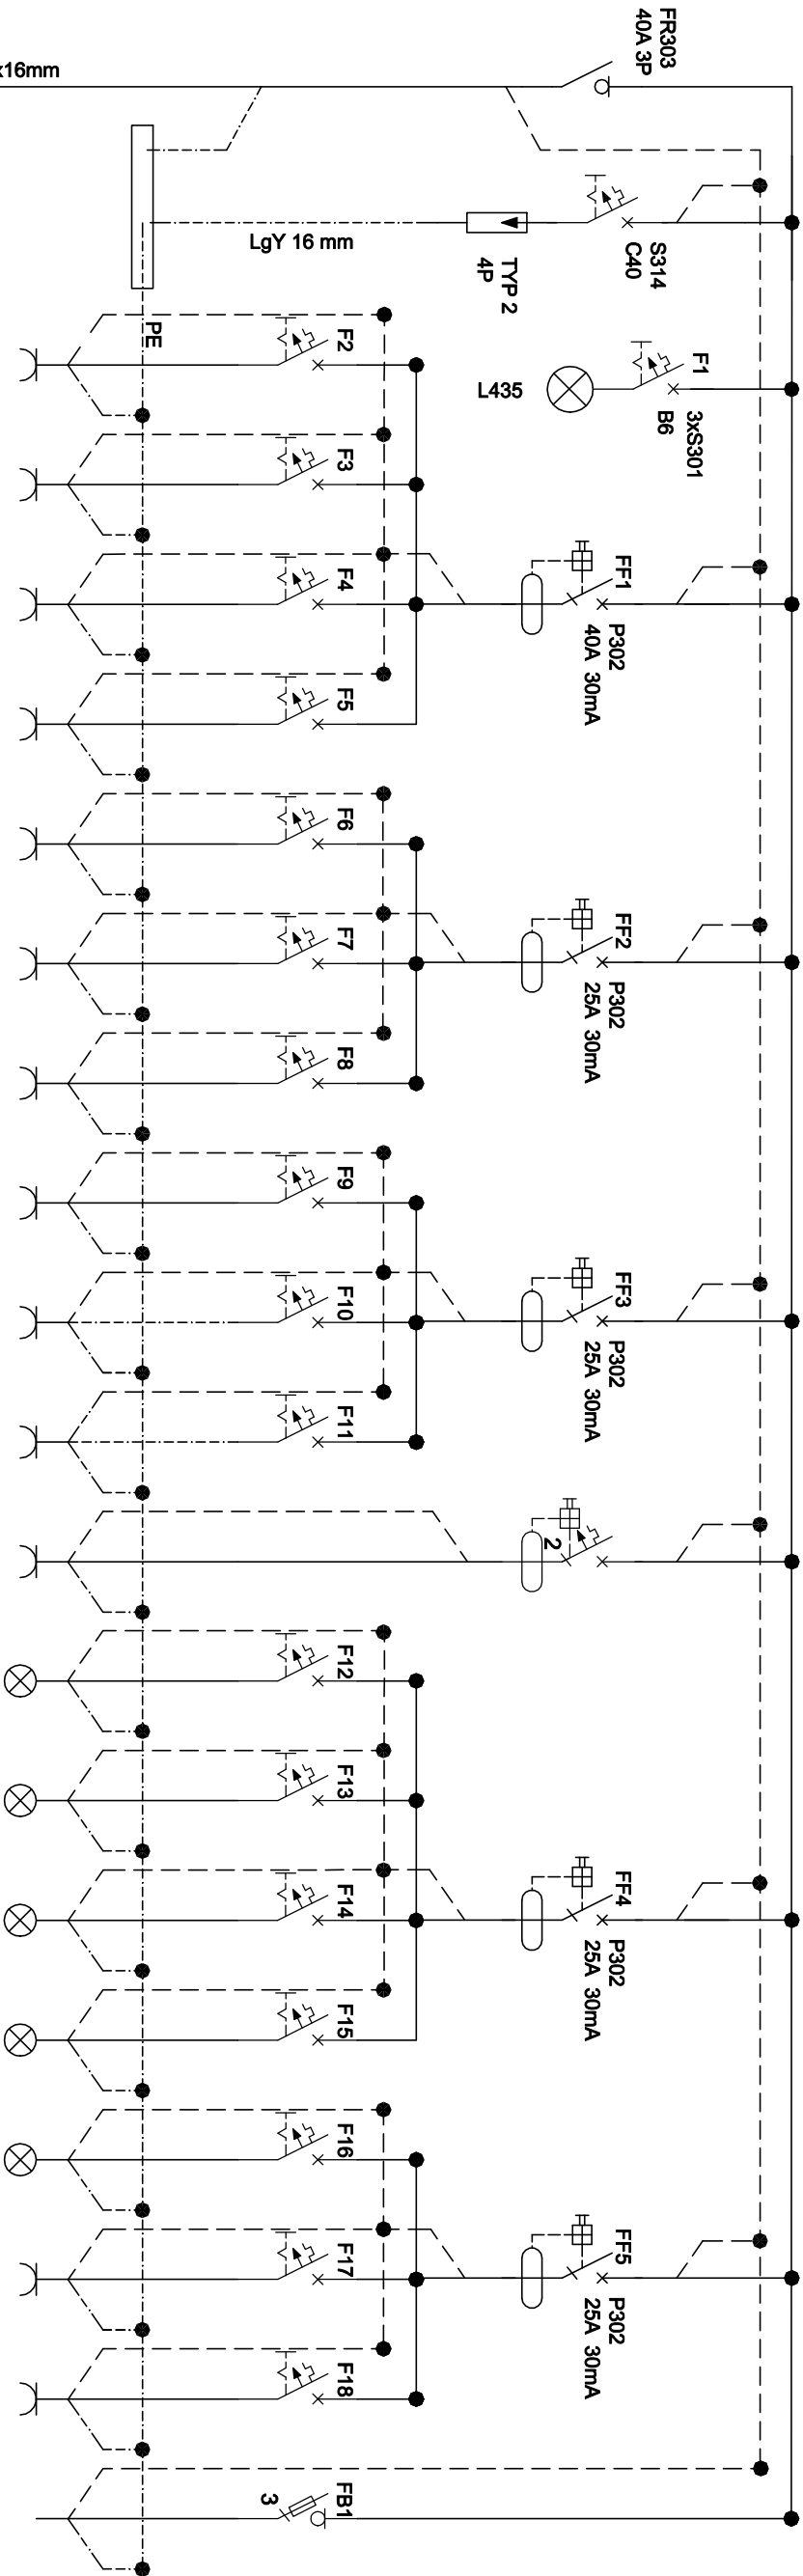 FR303
40A 3P
x16mm
S314
C40
TYP 2
4P
LgY 16 mm
PE
F1
3xS301
B6
L435
F2
F3
F4
F5
FF1
P302
40A 30mA
F6
F7
F8
FF2
P302
25A 30mA
F9
F10
F11
FF3
P302
25A 30mA
2
F12
F13
F14
F15
FF4
P302
25A 30mA
F16
F17
F18
FF5
P302
25A 30mA
FB1
3